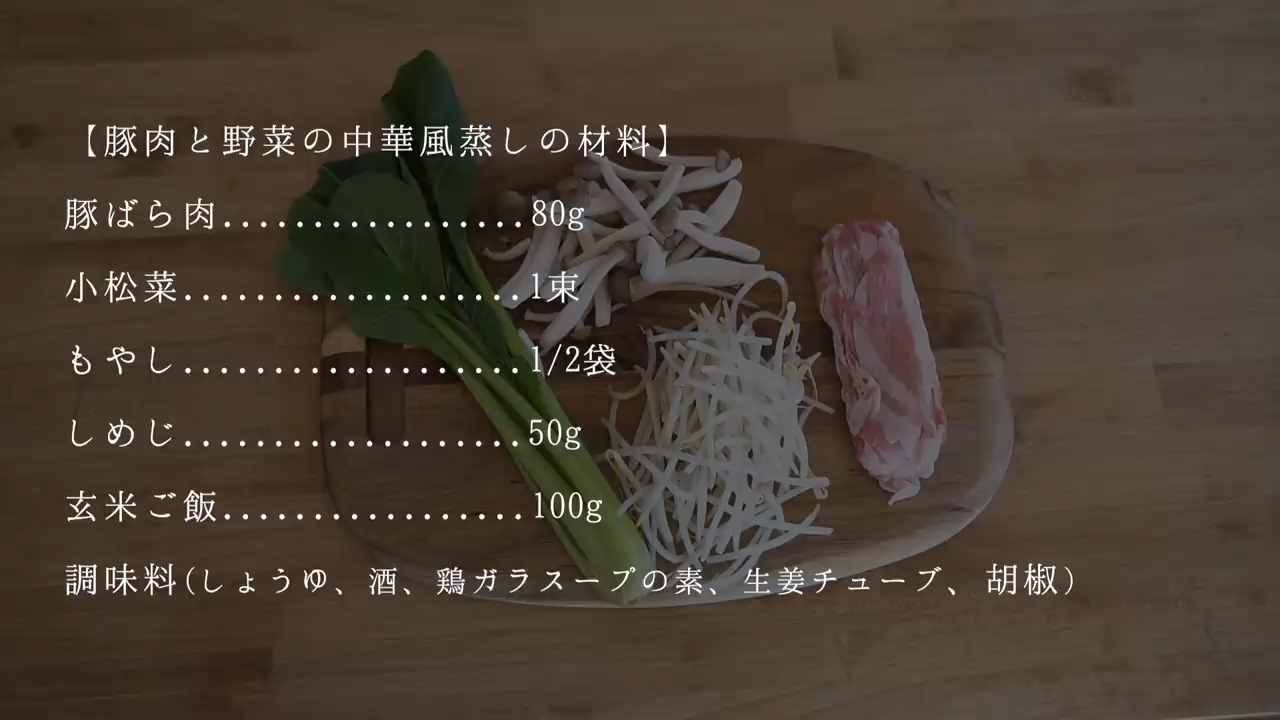 【豚肉と野菜の中華風蒸しの材料】
豚ばら肉.................80g
小松菜...................1束
もやし...................1/2袋
しめじ...................50g
玄米ご飯.................100g
調味料(しょうゆ、酒、鶏ガラスープの素、生姜チューブ、胡椒)